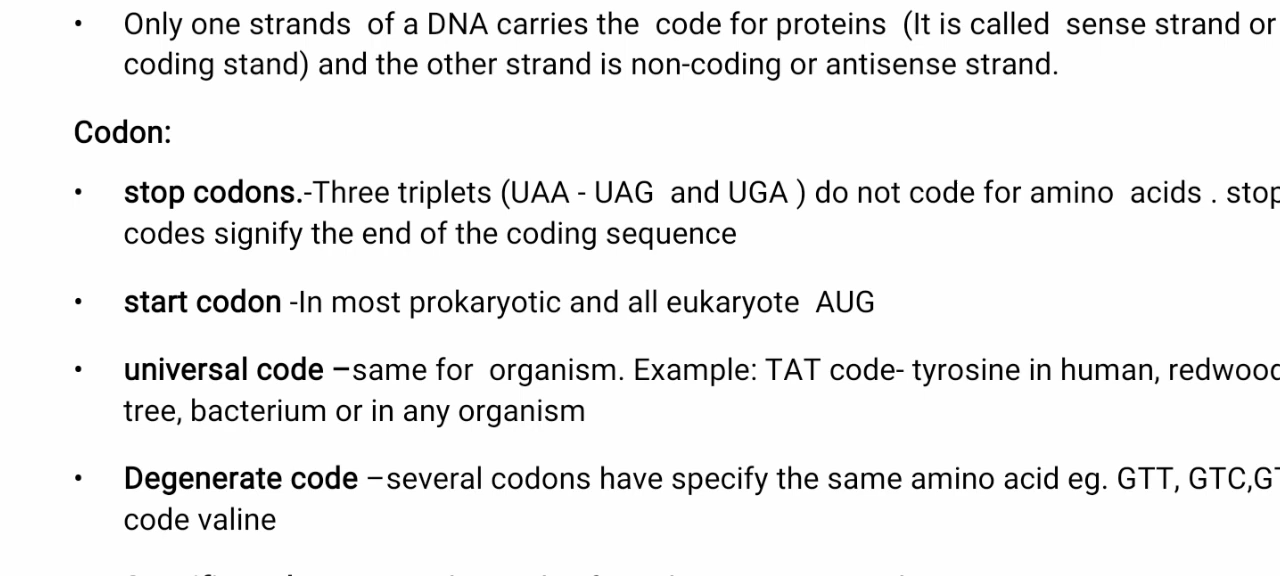 • Only one strands of a DNA carries the code for proteins (It is called sense strand or
coding stand) and the other strand is non-coding or antisense strand.
Codon:
• stop codons.-Three triplets (UAA - UAG and UGA ) do not code for amino acids . stop
codes signify the end of the coding sequence
• start codon -In most prokaryotic and all eukaryote AUG
• universal code –same for organism. Example: TAT code- tyrosine in human, redwood
tree, bacterium or in any organism
• Degenerate code –several codons have specify the same amino acid eg. GTT, GTC,
code valine